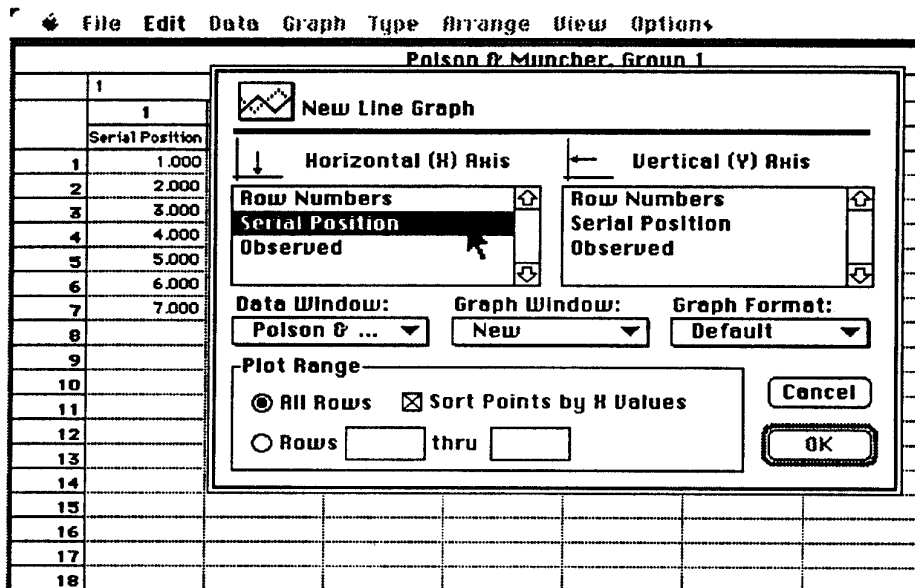 File Edit Data Graph Type Arrange View Options
Polson & Muncher, Group 1
1
1
Serial Position
1 1.000
2 2.000
3 3.000
4 4.000
5 5.000
6 6.000
7 7.000
8
9
10
11
12
13
14
15
16
17
18
New Line Graph
Horizontal (X) Axis
Row Numbers
Serial Position
Observed
Vertical (Y) Axis
Row Numbers
Serial Position
Observed
Data Window:
Polson & ...
Graph Window:
New
Graph Format:
Default
Plot Range
All Rows Sort Points by X Values
Rows thru
Cancel
OK